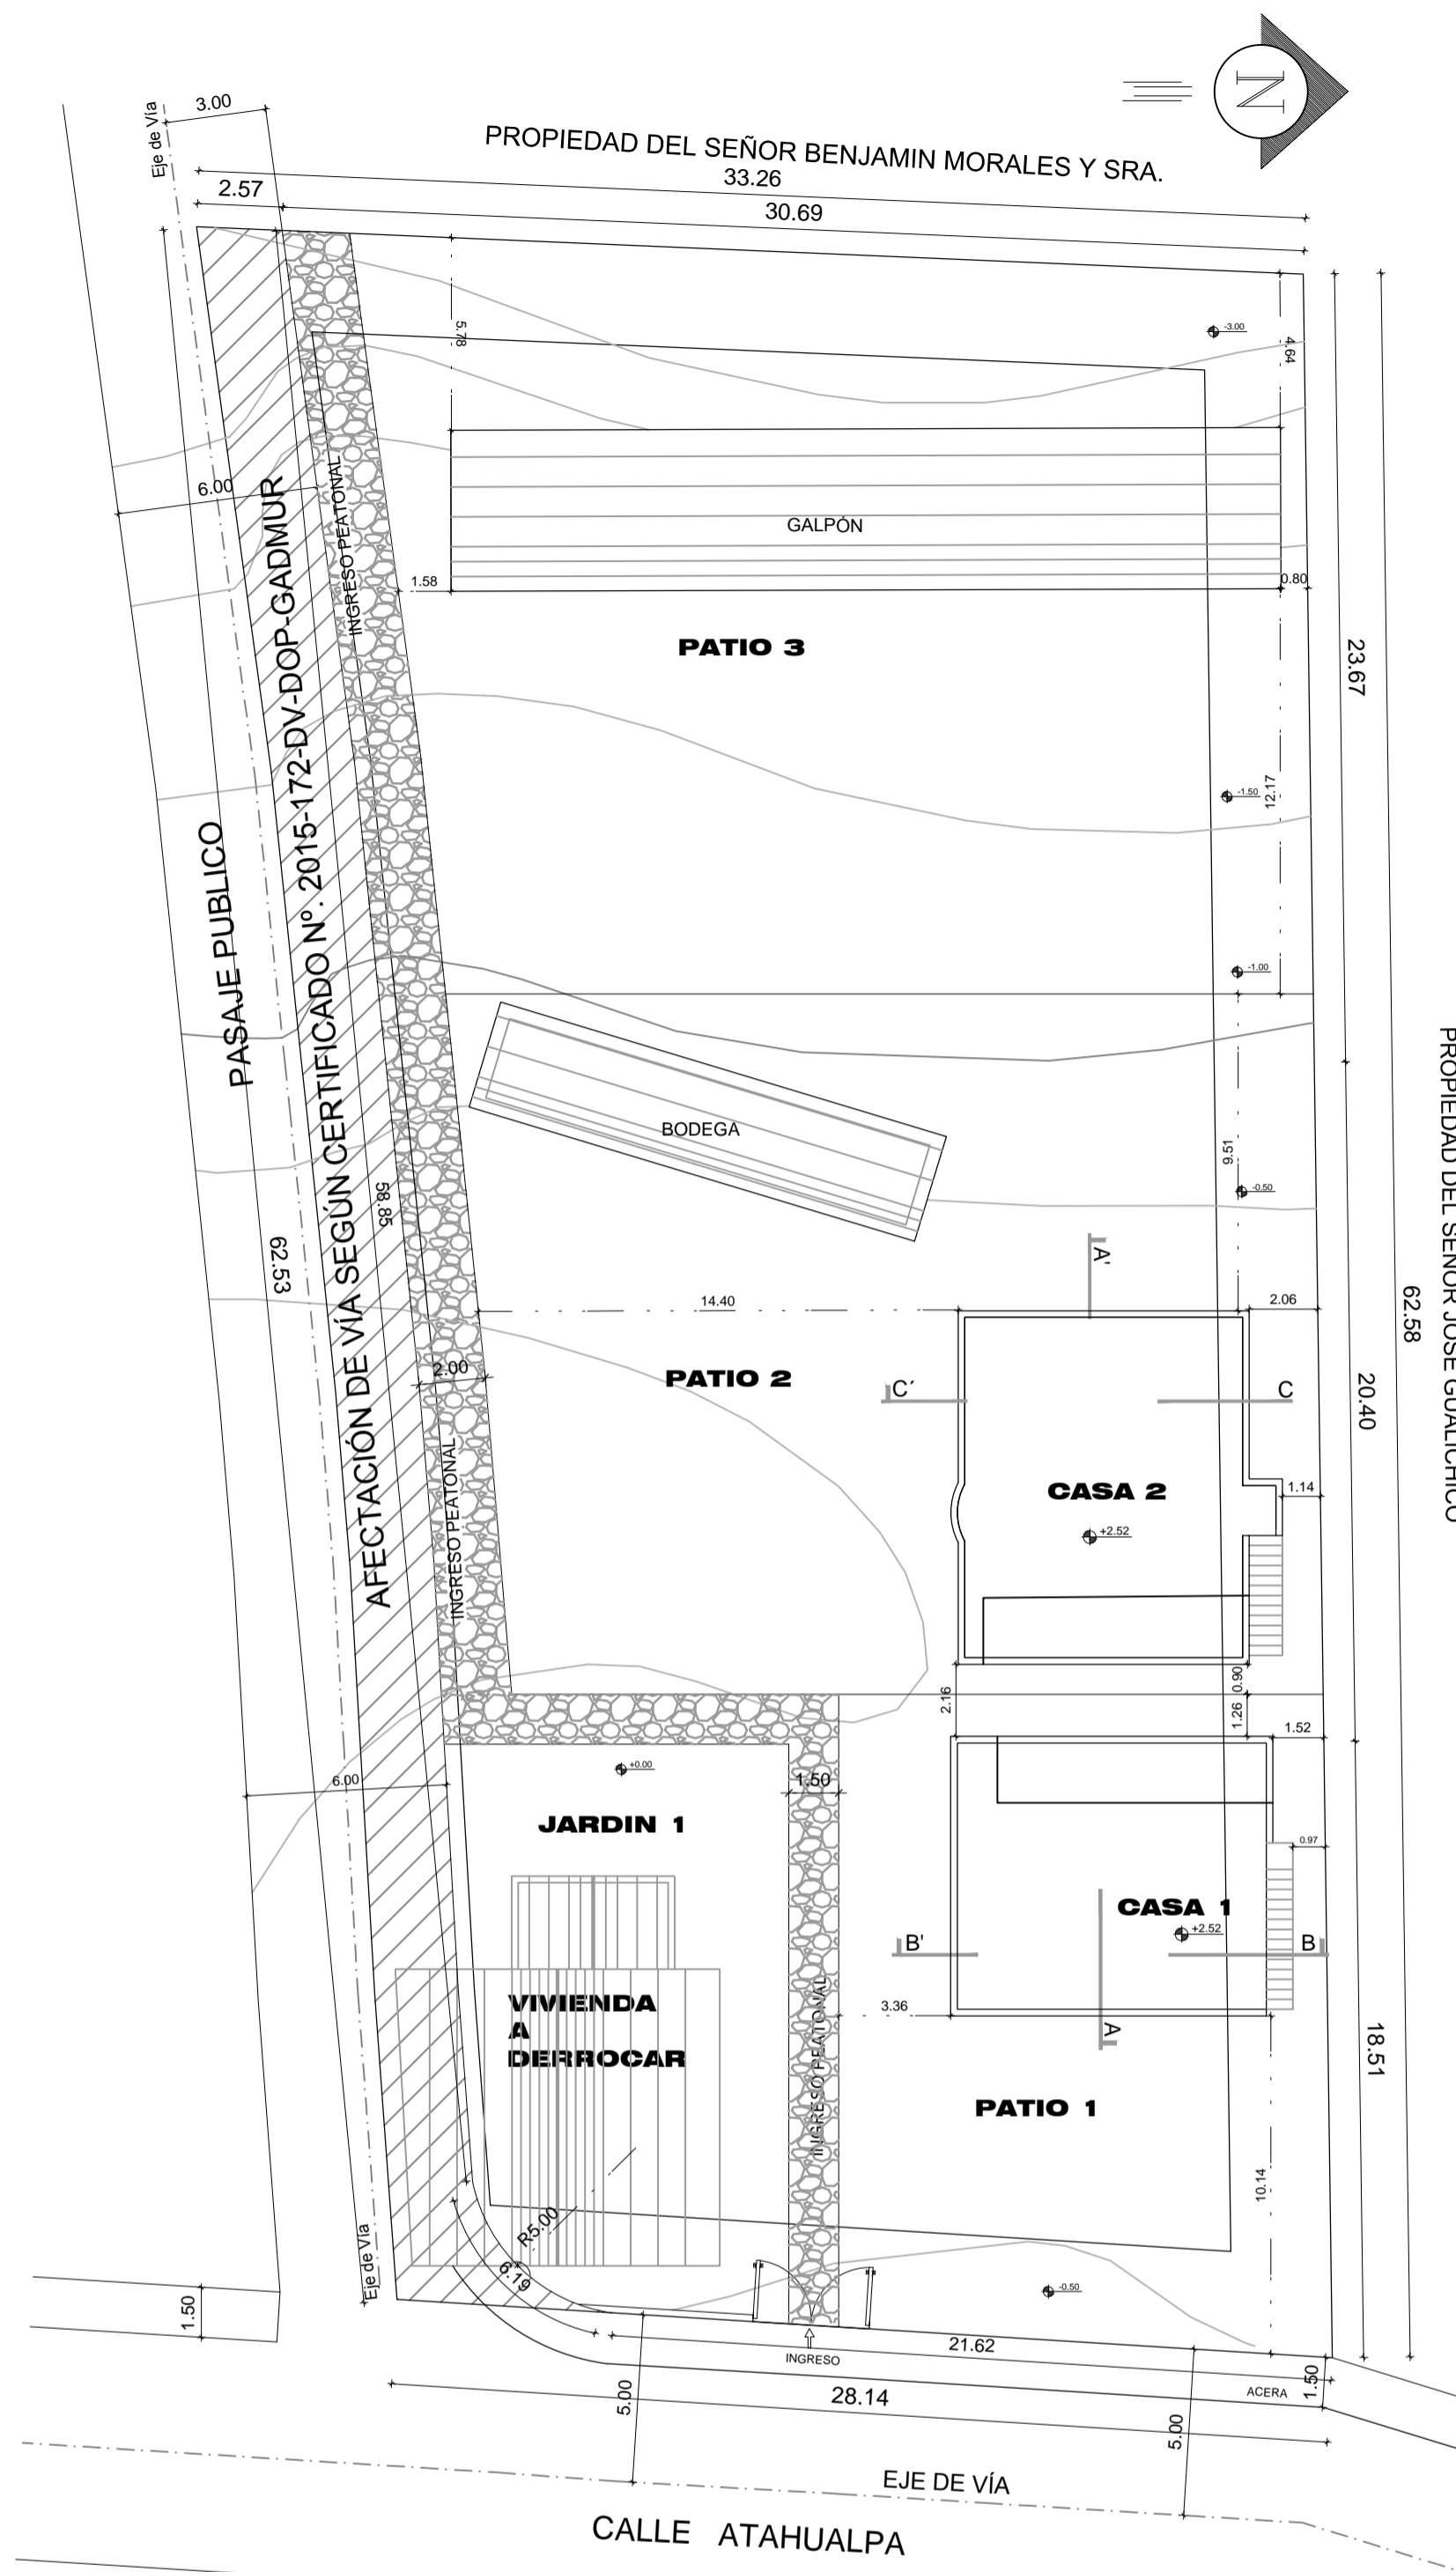 N
Eje de Vía
3.00
PROPIEDAD DEL SEÑOR BENJAMIN MORALES Y SRA.
33.26
2.57
30.69
5.78
-3.00
4.64
6.00
INGRESO PEATONAL
GALPÓN
1.58
0.80
PATIO 3
23.67
-1.50
12.17
PASAJE PUBLICO
AFECTACIÓN DE VÍA SEGÚN CERTIFICADO Nº. 2015-172-DV-DOP-GADMUR
-1.00
BODEGA
9.51
-0.50
58.85
62.53
A'
14.40
2.06
62.58
PROPIEDAD DEL SEÑOR JOSE GUALICHICO
2.00
PATIO 2
C´
C
20.40
INGRESO PEATONAL
CASA 2
1.14
+2.52
2.16
0.90
1.26
1.52
6.00
+0.00
1.50
JARDIN 1
0.97
CASA 1
+2.52
B'
B
VIVIENDA
A
DERROCAR
INGRESO PEATONAL
3.36
A
18.51
PATIO 1
10.14
R5.00
6.19
Eje de Vía
1.50
-0.50
21.62
INGRESO
28.14
ACERA
1.50
5.00
5.00
EJE DE VÍA
CALLE ATAHUALPA